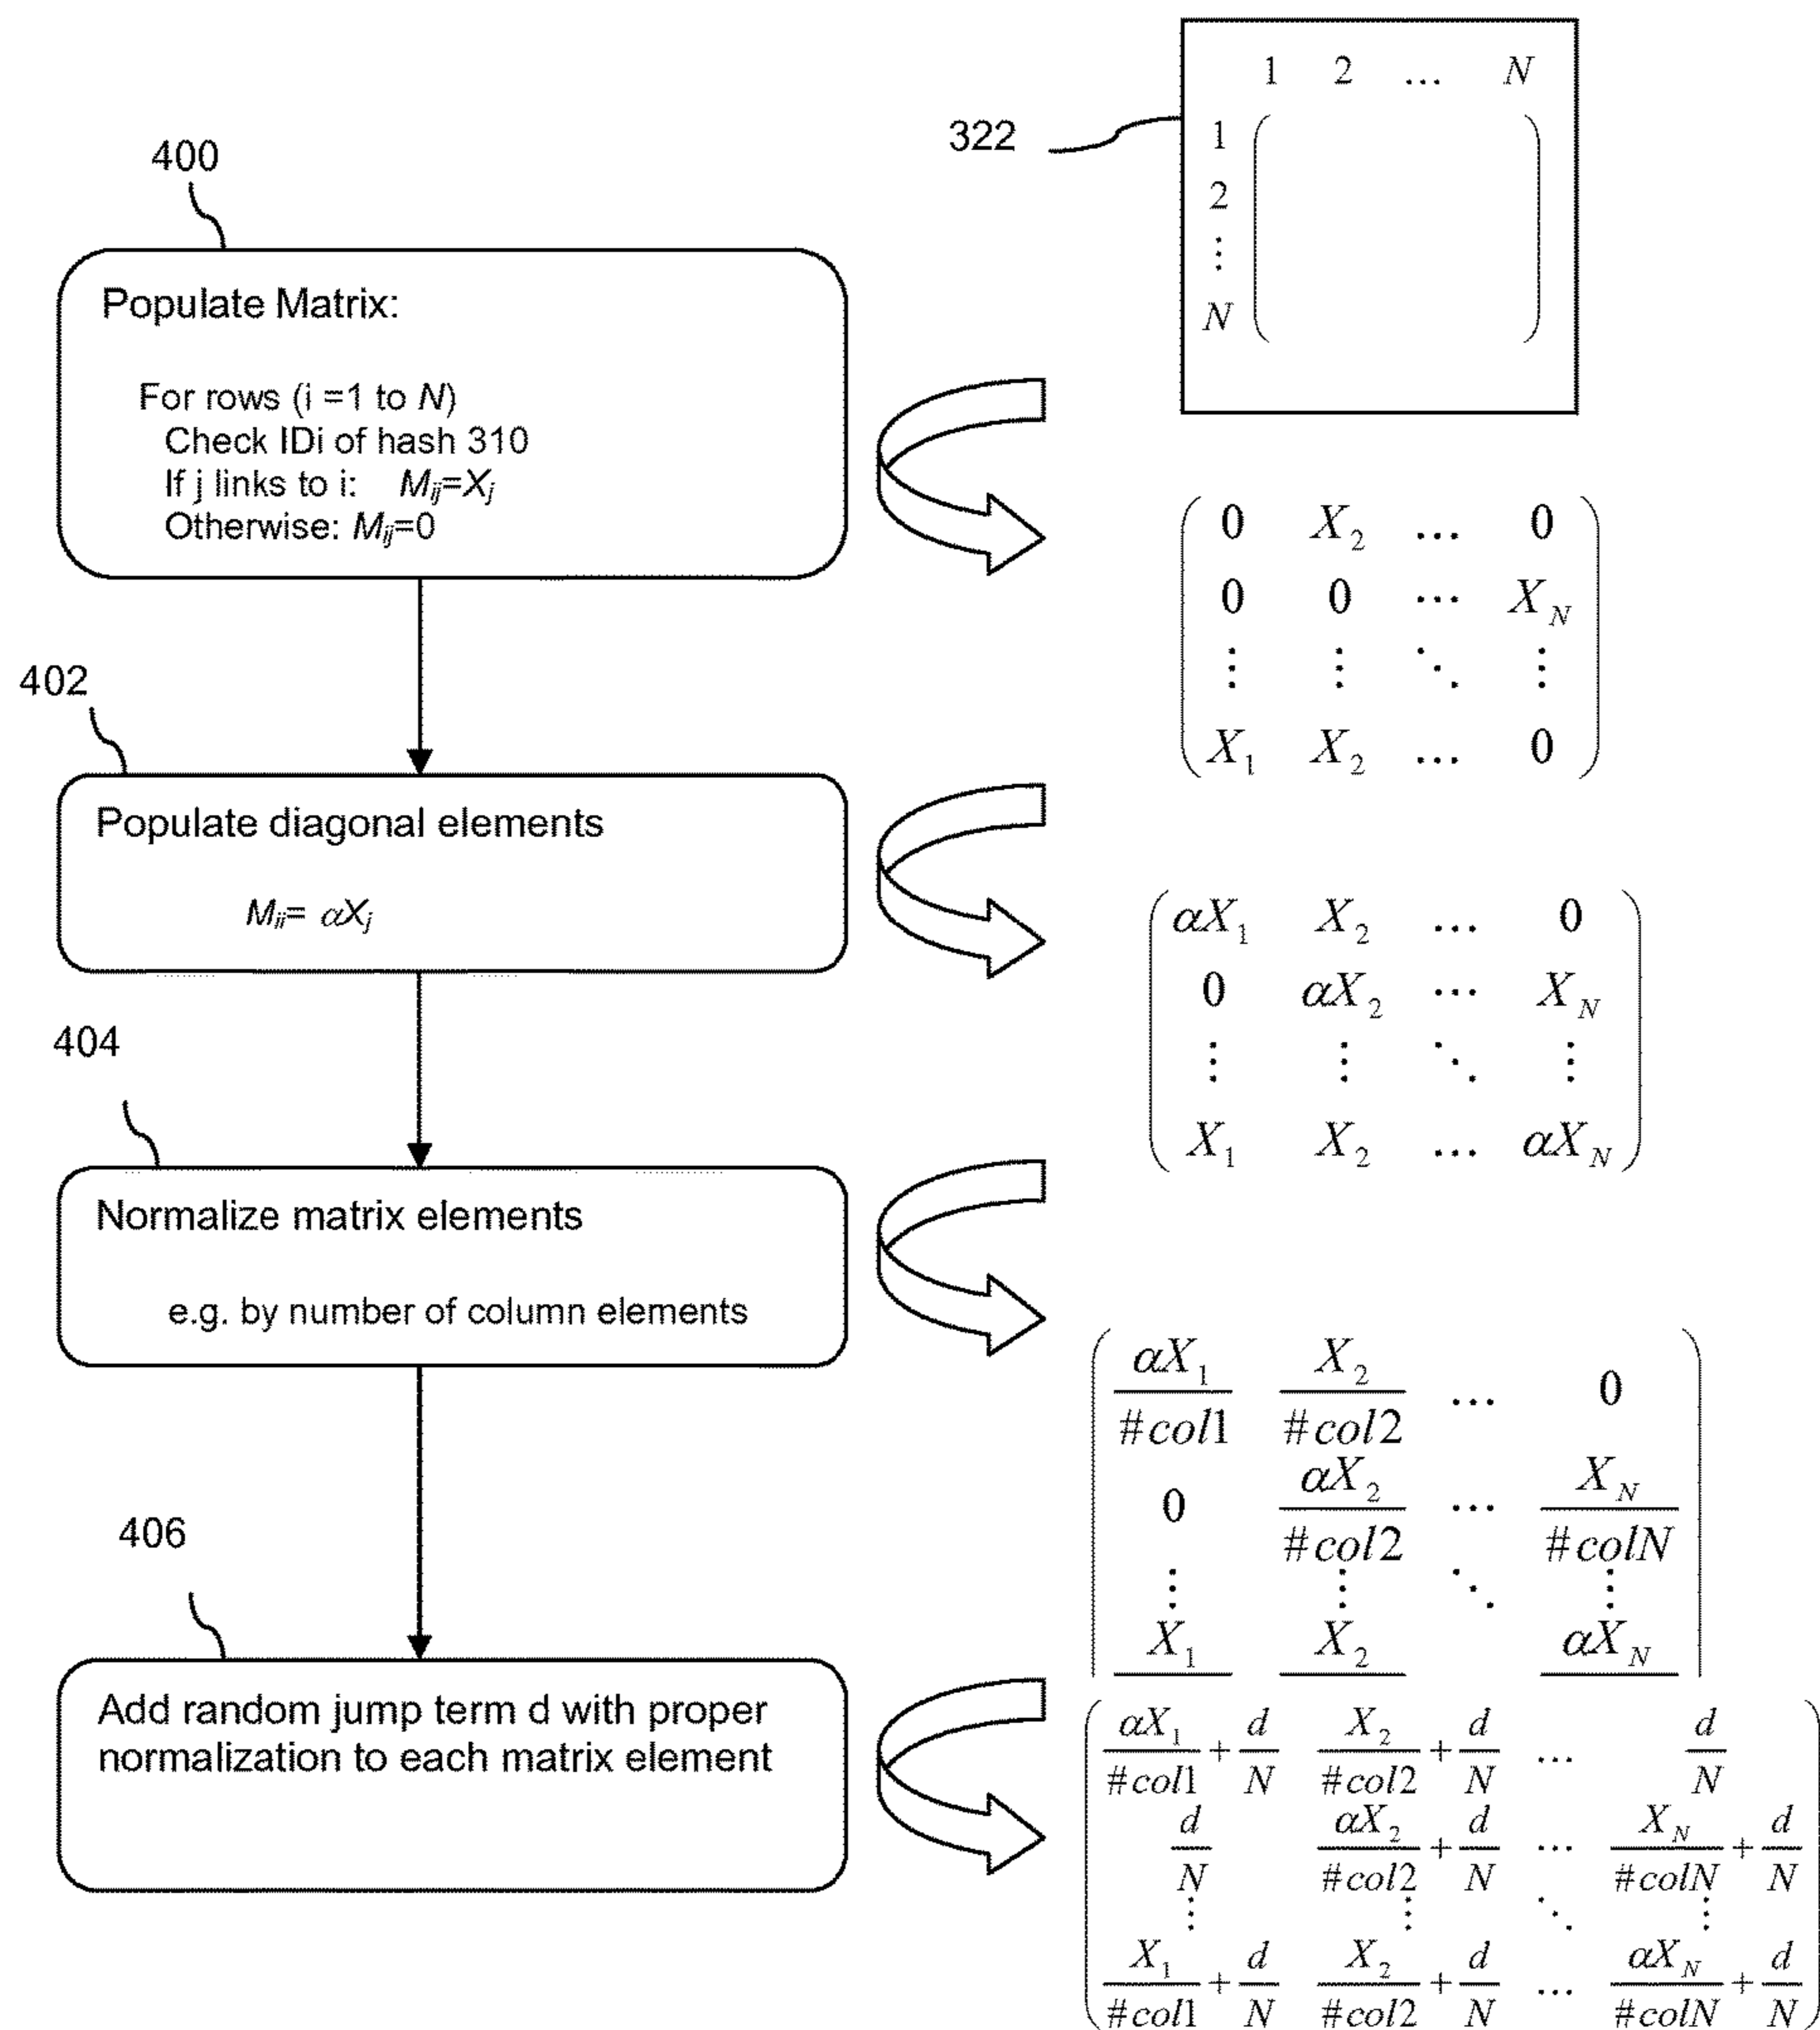 1 2 ... N
322
1
2
⋮
N
400
Populate Matrix:
For rows (i =1 to N)
Check IDi of hash 310
If j links to i: Mij=Xj
Otherwise: Mij=0
0 X2 ... 0
0 0 ... XN
⋮ ⋮ ⋱ ⋮
X1 X2 ... 0
402
Populate diagonal elements
Mii= αXj
αX1 X2 ... 0
0 αX2 ... XN
⋮ ⋮ ⋱ ⋮
X1 X2 ... αXN
404
Normalize matrix elements
e.g. by number of column elements
αX1 X2 ... 0
#col1 #col2
0 αX2 ... XN
#col2 #colN
⋮ ⋮ ⋱ ⋮
X1 X2 αXN
406
Add random jump term d with proper
normalization to each matrix element
αX1 + d X2 + d ... d
#col1 N #col2 N N
d αX2 + d ... XN + d
N #col2 N #colN N
⋮ ⋮ ⋱ ⋮
X1 + d X2 + d ... αXN + d
#col1 N #col2 N #colN N